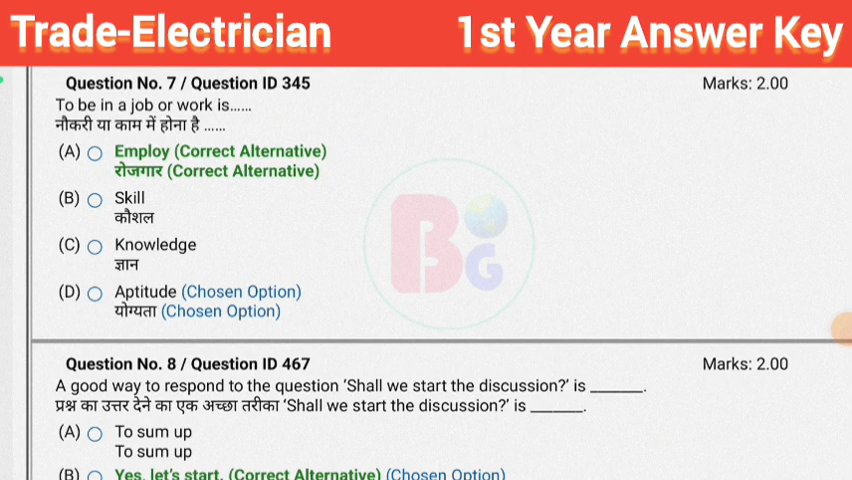 Trade-Electrician 1st Year Answer Key
Question No. 7 / Question ID 345 Marks: 2.00
To be in a job or work is......
नौकरी या काम में होना है ......
(A) Employ (Correct Alternative)
रोजगार (Correct Alternative)
(B) Skill
कौशल
(C) Knowledge
ज्ञान
(D) Aptitude (Chosen Option)
योग्यता (Chosen Option)
B G
Question No. 8 / Question ID 467 Marks: 2.00
A good way to respond to the question ‘Shall we start the discussion?’ is ______.
प्रश्न का उत्तर देने का एक अच्छा तरीका ‘Shall we start the discussion?’ is ______.
(A) To sum up
To sum up
(B) Yes, let’s start. (Correct Alternative) (Chosen Option)